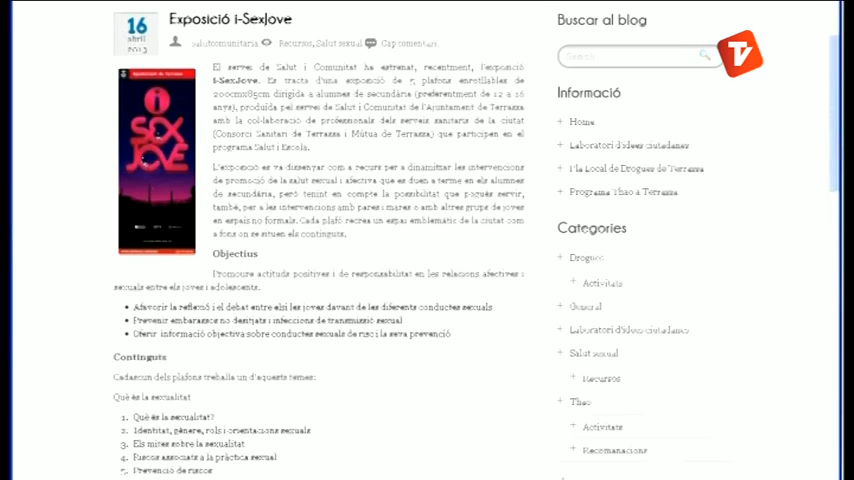 16
abril
2013
Exposició i-SexJove
salutcomunitaria Recursos, Salut sexual Cap comentari
El servei de Salut i Comunitat ha estrenat, recentment, l'exposició
i-SexJove. Es tracta d'una exposició de 5 plafons enrotllables de
200cmx85cm dirigida a alumnes de secundària (preferentment de 12 a 16
anys), produïda pel servei de Salut i Comunitat de l'Ajuntament de Terrassa
amb la col·laboració de professionals dels serveis sanitaris de la ciutat
(Consorci Sanitari de Terrassa i Mútua de Terrassa) que participen en el
programa Salut i Escola.
L'exposició es va dissenyar com a recurs per a dinamitzar les intervencions
de promoció de la salut sexual i afectiva que es duen a terme en els alumnes
de secundària, però tenint en compte la possibilitat que pogués servir,
també, per a les intervencions amb pares i mares o amb altres grups de joves
en espais no formals. Cada plafó recrea un espai emblemàtic de la ciutat com
a fons on se situen els continguts.
Objectius
Promoure actituds positives i de responsabilitat en les relacions afectives i
sexuals entre els joves i adolescents.
Afavorir la reflexió i el debat entre elsi les joves davant de les diferents conductes sexuals
Prevenir embarassos no desitjats i infeccions de transmissió sexual
Oferir informació objectiva sobre conductes sexuals de risc i la seva prevenció
Continguts
Cadascun dels plafons treballa un d'aquests temes:
Què és la sexualitat
1. Què és la sexualitat?
2. Identitat, gènere, rols i orientacions sexuals
3. Els mites sobre la sexualitat
4. Riscos associats a la pràctica sexual
5. Prevenció de riscos
i
SEX
JOVE
Buscar al blog
Search
TV
Informació
Home
Laboratori d'idees ciutadanes
Pla Local de Drogues de Terrassa
Programa Thao a Terrassa
Categories
Drogues
Activitats
General
Laboratori d'idees ciutadanes
Salut sexual
Recursos
Thao
Activitats
Recomanacions